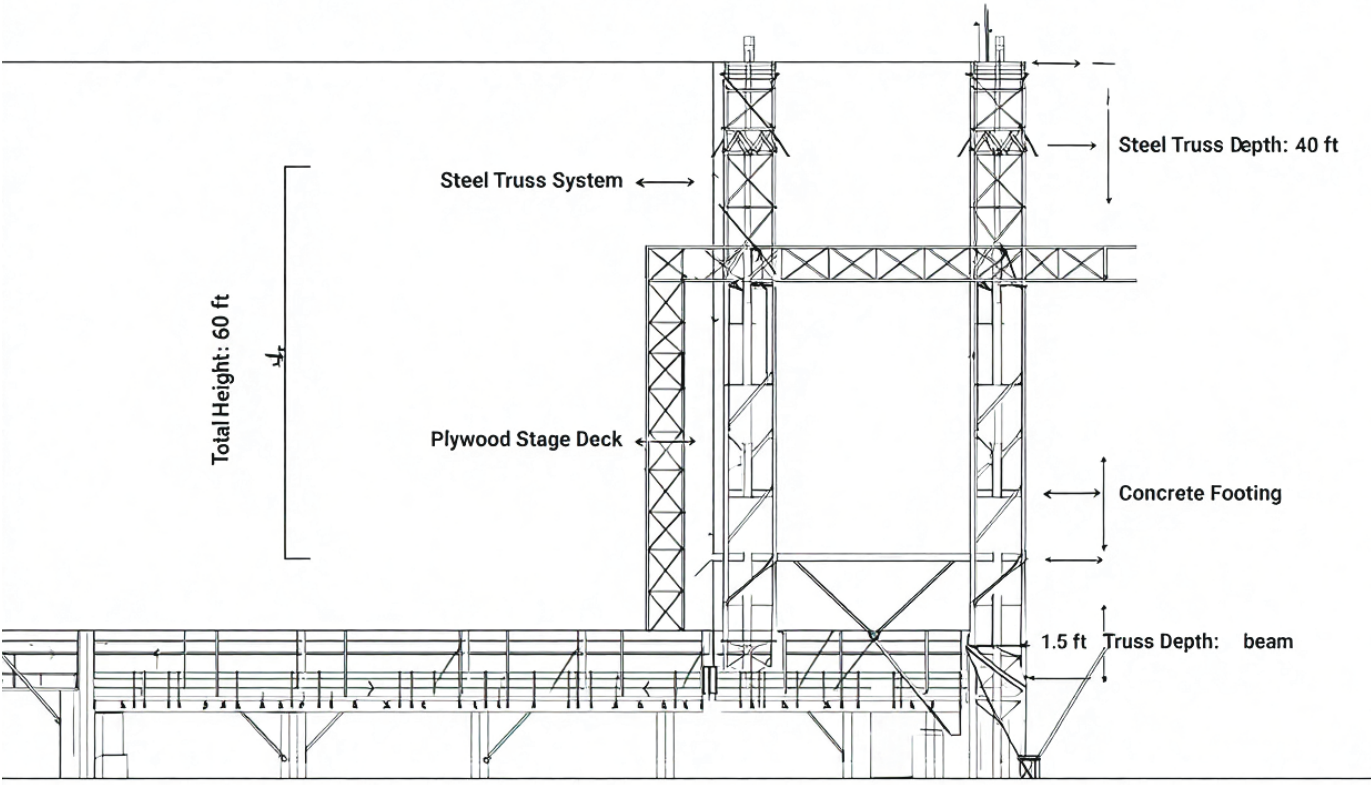 Steel Truss Depth: 40 ft
Steel Truss System
Total Height: 60 ft
Plywood Stage Deck
Concrete Footing
1.5 ft Truss Depth: beam